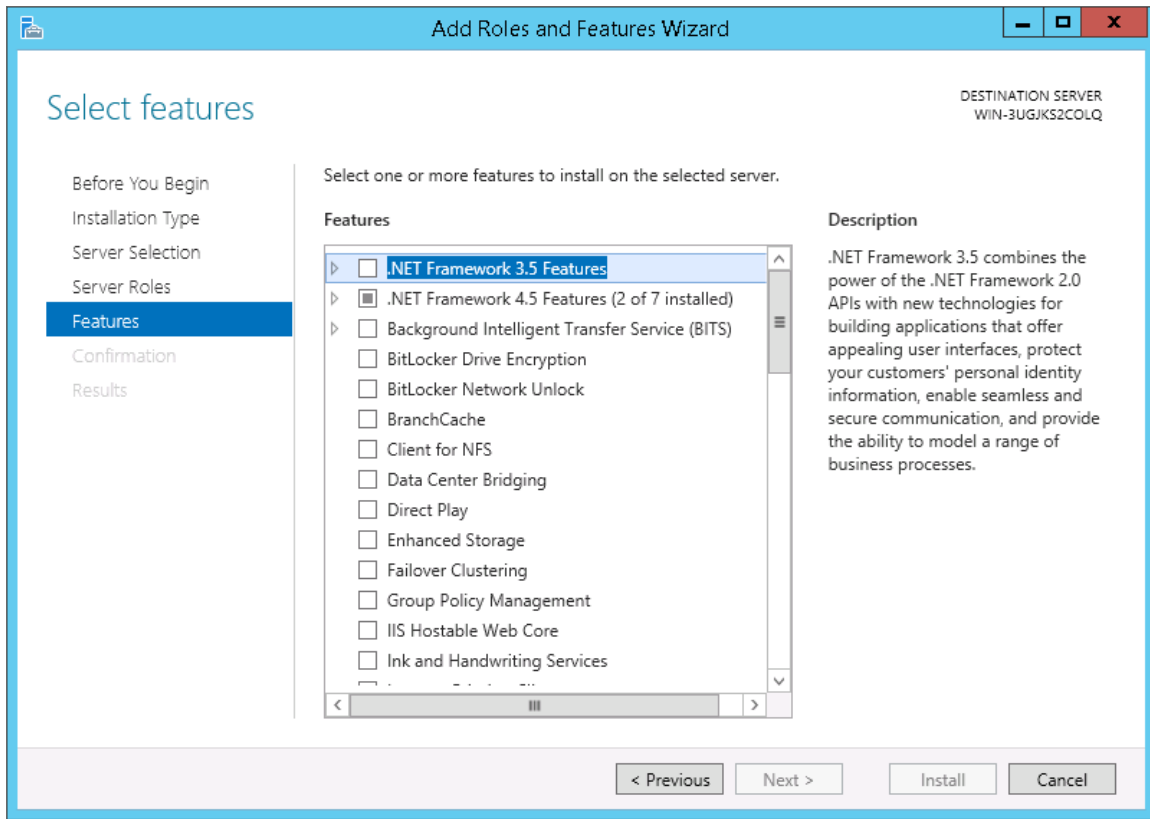 Add Roles and Features Wizard
Select features
DESTINATION SERVER
WIN-3UGJKS2COLQ
Before You Begin
Installation Type
Server Selection
Server Roles
Features
Confirmation
Results
Select one or more features to install on the selected server.
Features
.NET Framework 3.5 Features
.NET Framework 4.5 Features (2 of 7 installed)
Background Intelligent Transfer Service (BITS)
BitLocker Drive Encryption
BitLocker Network Unlock
BranchCache
Client for NFS
Data Center Bridging
Direct Play
Enhanced Storage
Failover Clustering
Group Policy Management
IIS Hostable Web Core
Ink and Handwriting Services
Description
.NET Framework 3.5 combines the
power of the .NET Framework 2.0
APIs with new technologies for
building applications that offer
appealing user interfaces, protect
your customers' personal identity
information, enable seamless and
secure communication, and provide
the ability to model a range of
business processes.
< Previous
Next >
Install
Cancel